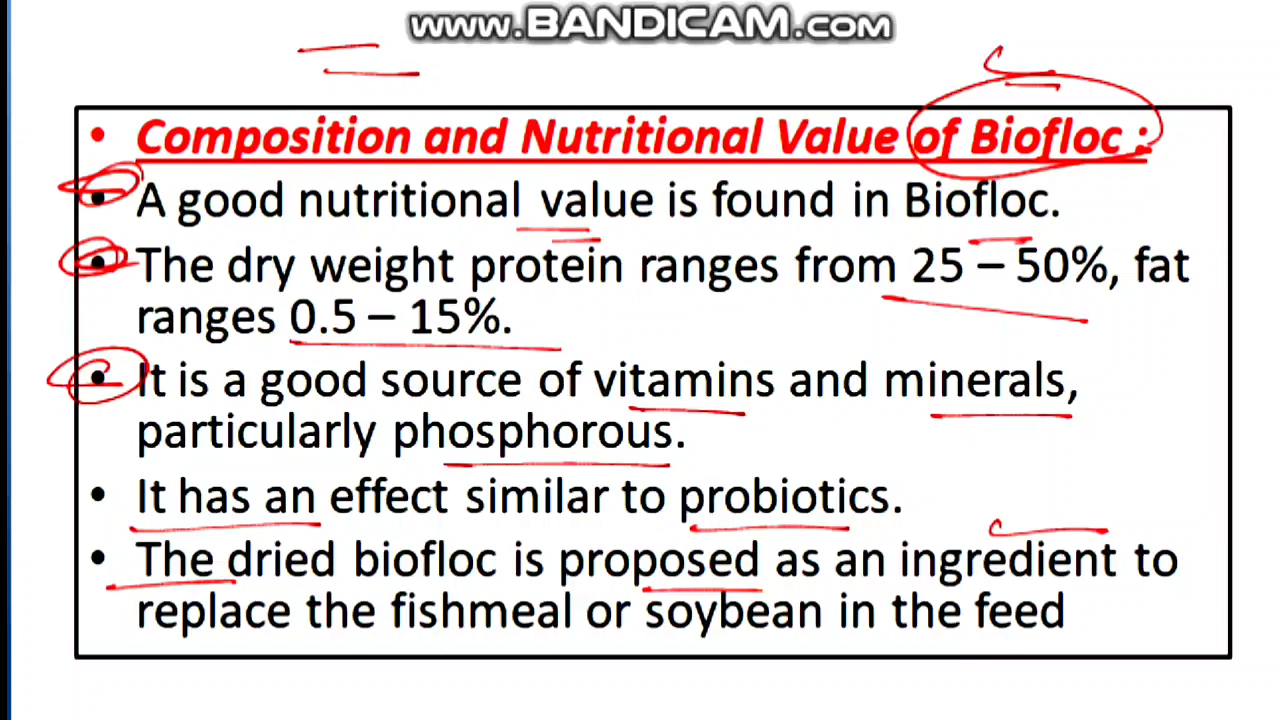 www.BANDICAM.com
• Composition and Nutritional Value of Biofloc :
• A good nutritional value is found in Biofloc.
• The dry weight protein ranges from 25 – 50%, fat
ranges 0.5 – 15%.
• It is a good source of vitamins and minerals,
particularly phosphorous.
• It has an effect similar to probiotics.
• The dried biofloc is proposed as an ingredient to
replace the fishmeal or soybean in the feed